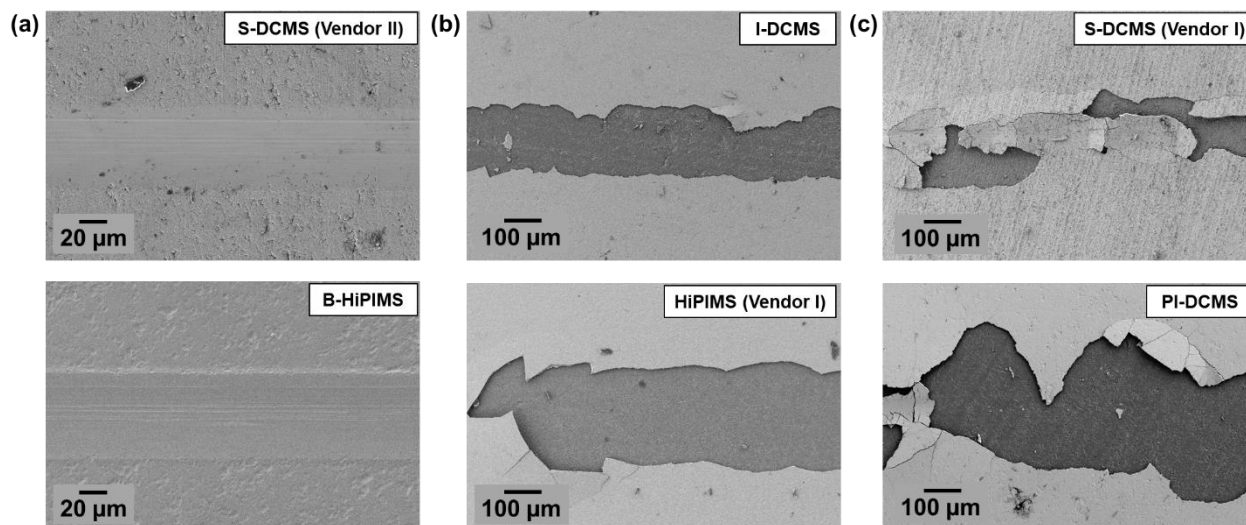 (a)
S-DCMS (Vendor II)
20 µm
(b)
I-DCMS
100 µm
(c)
S-DCMS (Vendor I)
100 µm
B-HiPIMS
20 µm
HiPIMS (Vendor I)
100 µm
PI-DCMS
100 µm